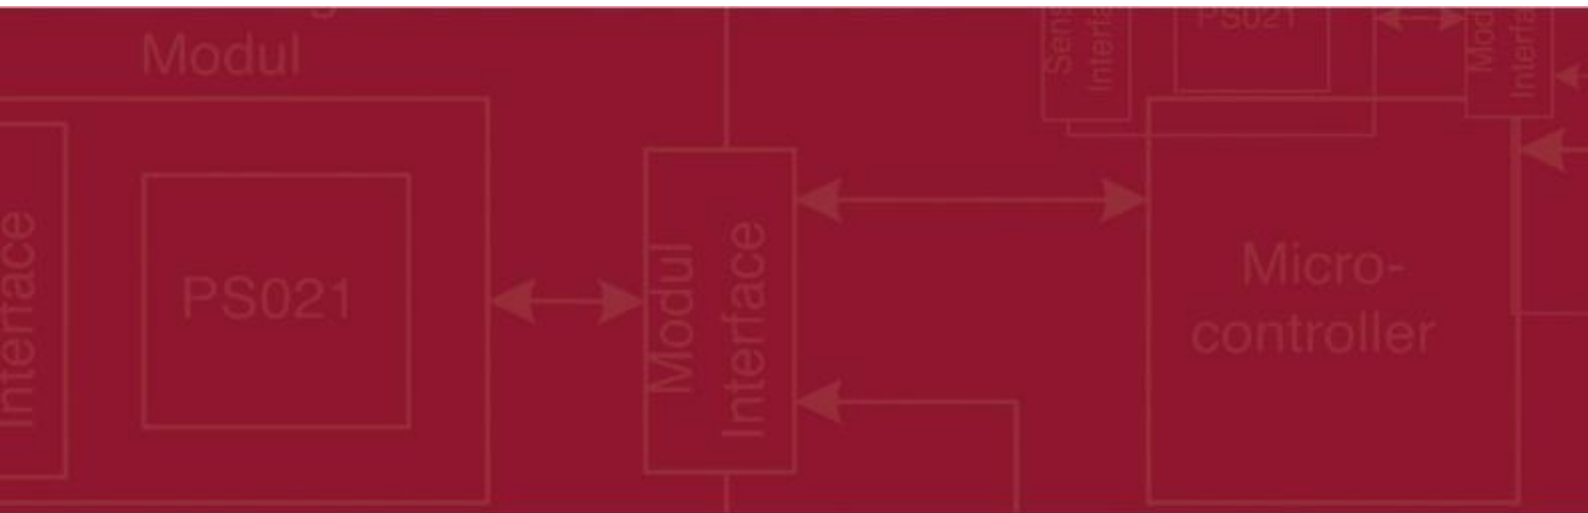 Modul
Interface
PS021
Modul
Interface
Micro-
controller
PS021